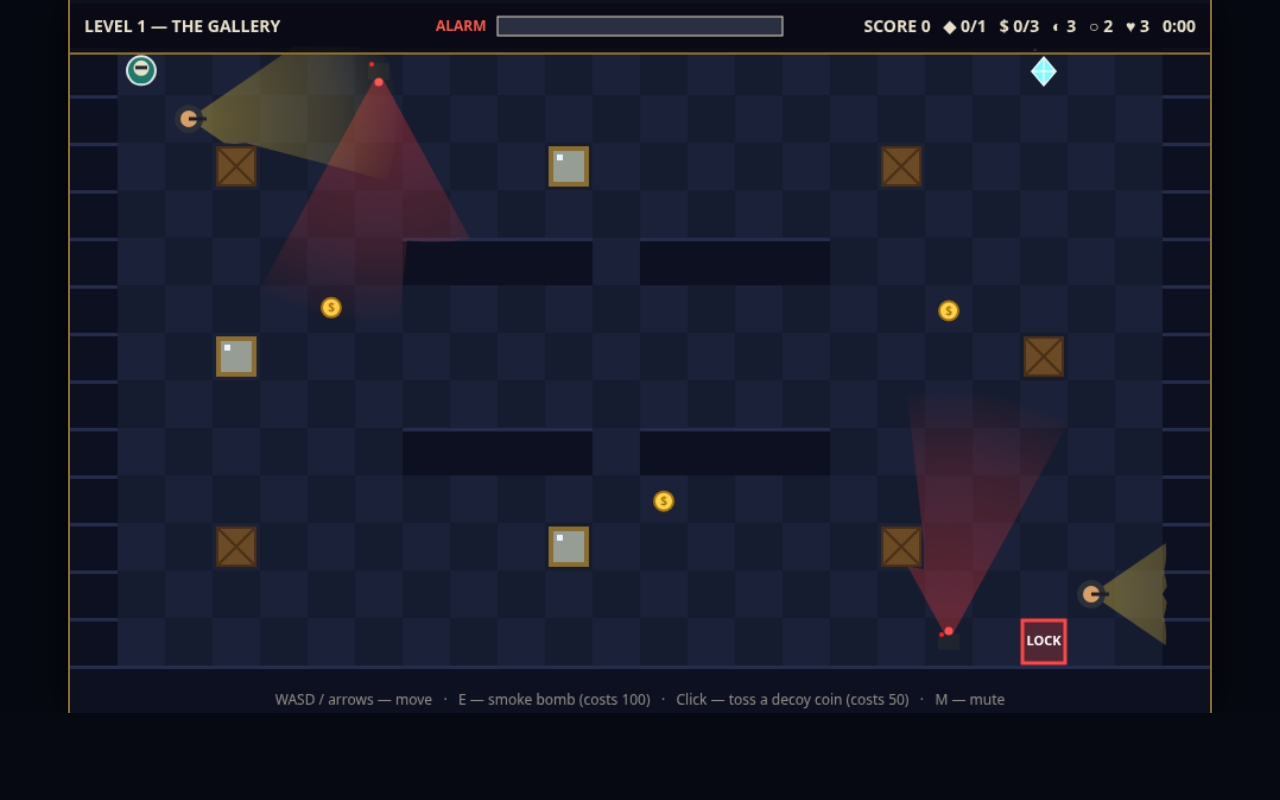 LEVEL 1 — THE GALLERY
ALARM
SCORE 0 ◆ 0/1 $ 0/3 ◖ 3 ○ 2 ♥ 3 0:00
$
$
$
LOCK
WASD / arrows — move · E — smoke bomb (costs 100) · Click — toss a decoy coin (costs 50) · M — mute